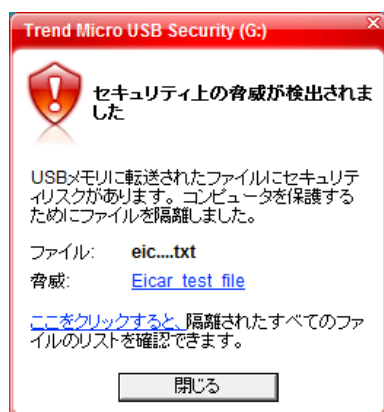 Trend Micro USB Security (G:)
セキュリティ上の脅威が検出されま
した
USBメモリに転送されたファイルにセキュリテ
ィリスクがあります。コンピュータを保護する
ためにファイルを隔離しました。
ファイル: eic....txt
脅威: Eicar_test_file
ここをクリックすると、隔離されたすべてのファ
イルのリストを確認できます。
閉じる